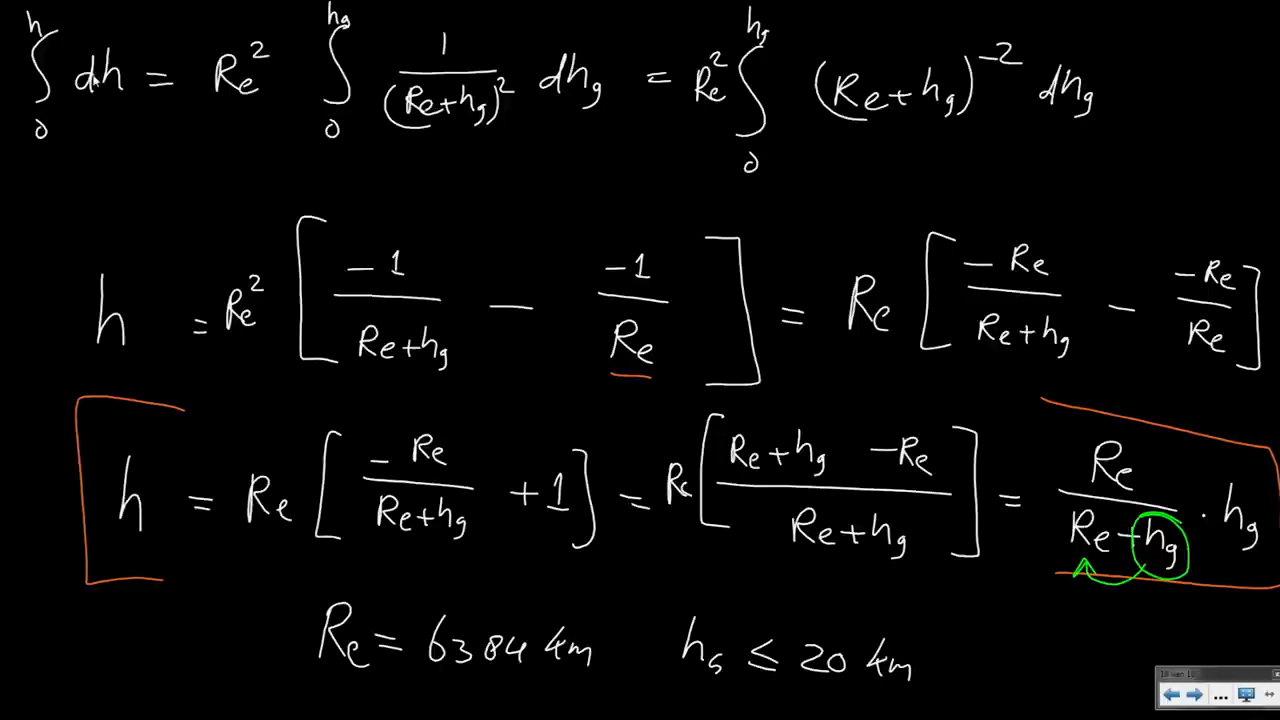 ∫₀ʰ dh = Re² ∫₀^hg 1/(Re+hg)² dhg = Re² ∫₀^hg (Re+hg)⁻² dhg
h = Re² [ -1/(Re+hg) - -1/Re ] = Re [ -Re/(Re+hg) - -Re/Re ]
h = Re [ -Re/(Re+hg) +1 ] = Re [ (Re+hg -Re)/(Re+hg) ] = Re/(Re+hg) · hg
Re = 6384 km hg ≤ 20 km